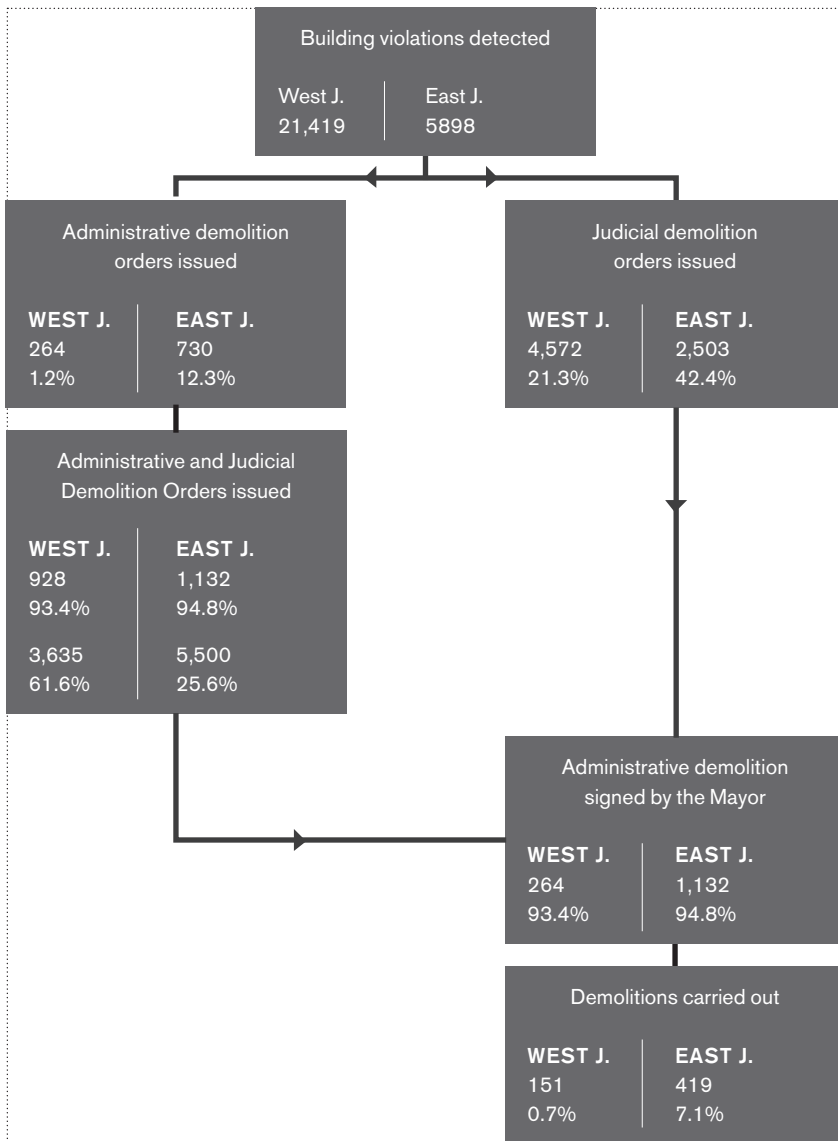 Building violations detected
West J. East J.
21,419 5898
Administrative demolition
orders issued
WEST J. EAST J.
264 730
1.2% 12.3%
Judicial demolition
orders issued
WEST J. EAST J.
4,572 2,503
21.3% 42.4%
Administrative and Judicial
Demolition Orders issued
WEST J. EAST J.
928 1,132
93.4% 94.8%
3,635 5,500
61.6% 25.6%
Administrative demolition
signed by the Mayor
WEST J. EAST J.
264 1,132
93.4% 94.8%
Demolitions carried out
WEST J. EAST J.
151 419
0.7% 7.1%